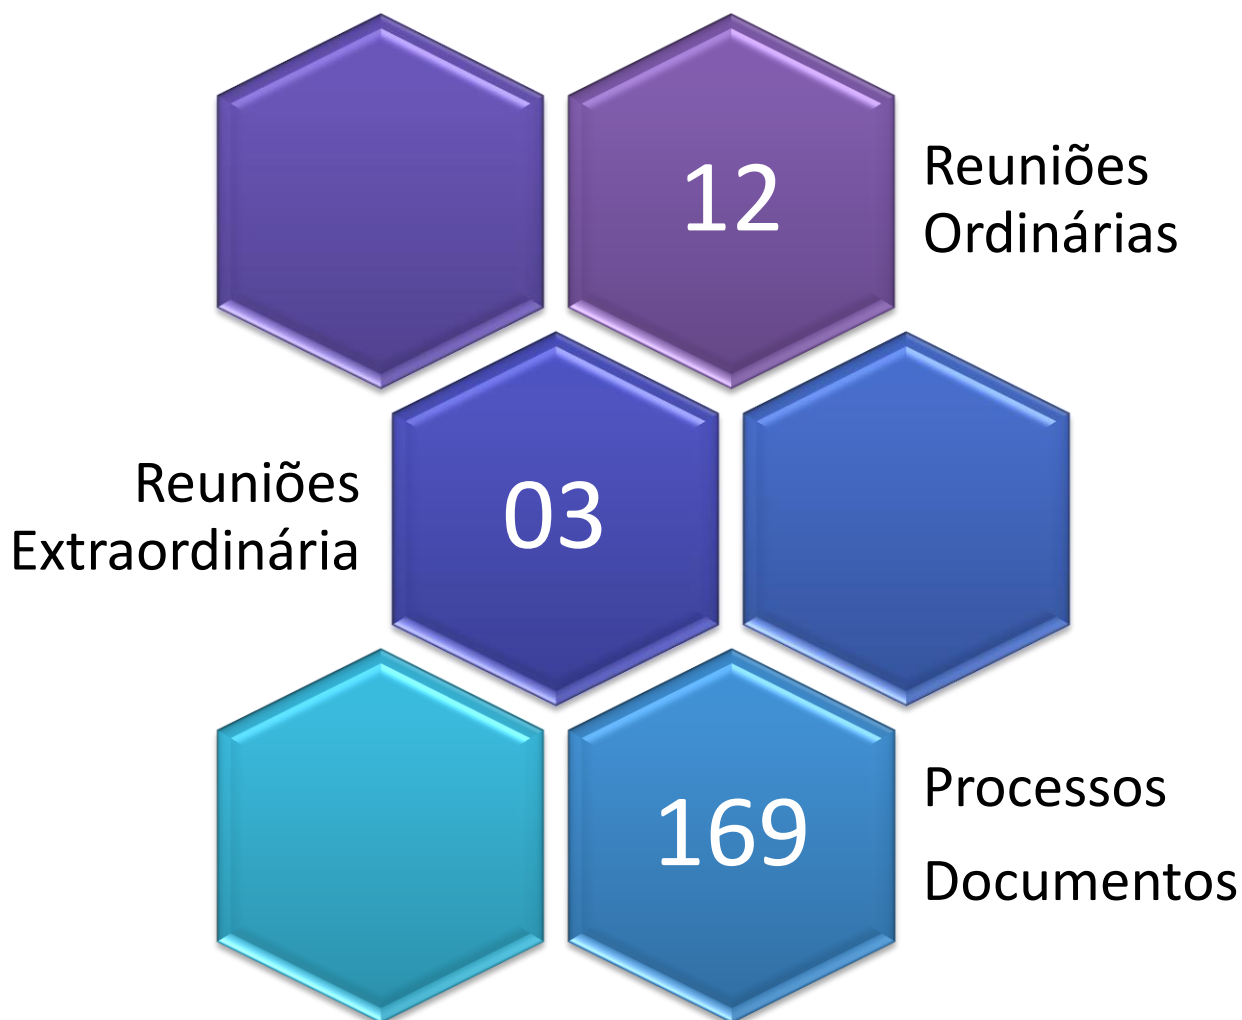 12
Reuniões
Ordinárias
Reuniões
Extraordinária
03
169
Processos
Documentos